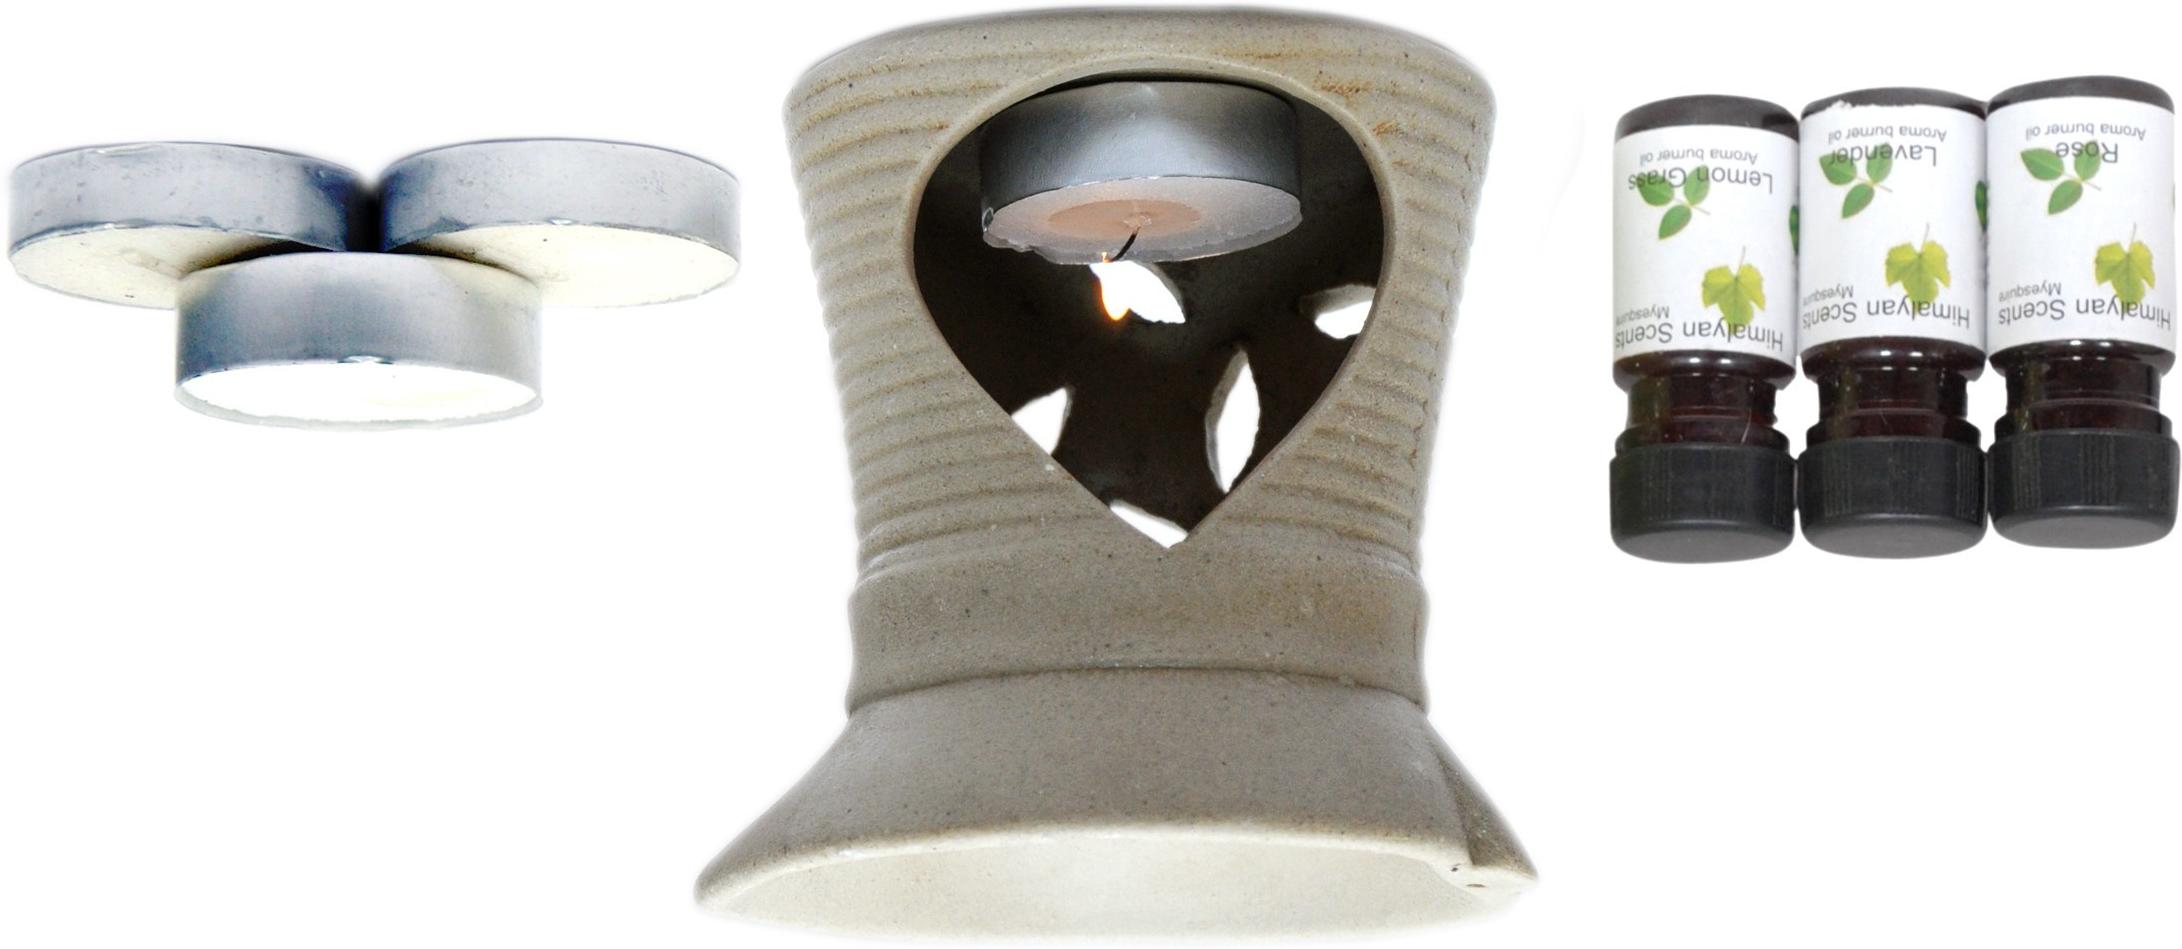 Himalyan Scents
Myesquire
Rose
Aroma burner oil
Himalyan Scents
Myesquire
Lavender
Aroma burner oil
Himalyan Scents
Myesquire
Lemon Grass
Aroma burner oil